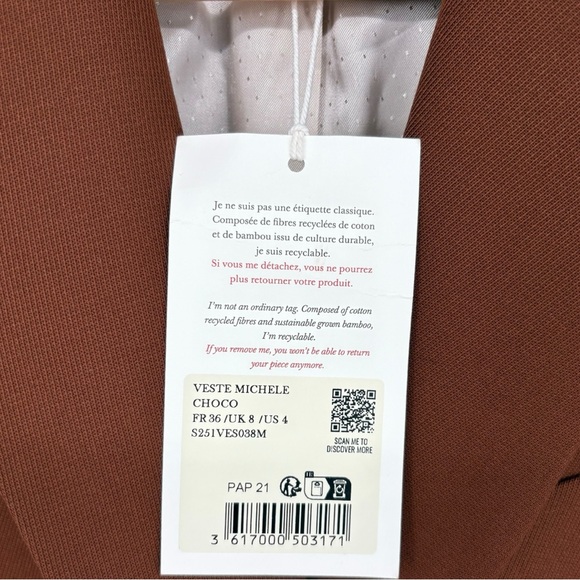 Je ne suis pas une étiquette classique.
Composée de fibres recyclées de coton
et de bambou issu de culture durable,
je suis recyclable.
Si vous me détachez, vous ne pourrez
plus retourner votre produit.
I'm not an ordinary tag. Composed of cotton
recycled fibres and sustainable grown bamboo,
I'm recyclable.
If you remove me, you won't be able to return
your piece anymore.
VESTE MICHELE
CHOCO
FR 36 /UK 8 /US 4
S251VES038M
SCAN ME TO
DISCOVER MORE
PAP 21
3 617000 503171